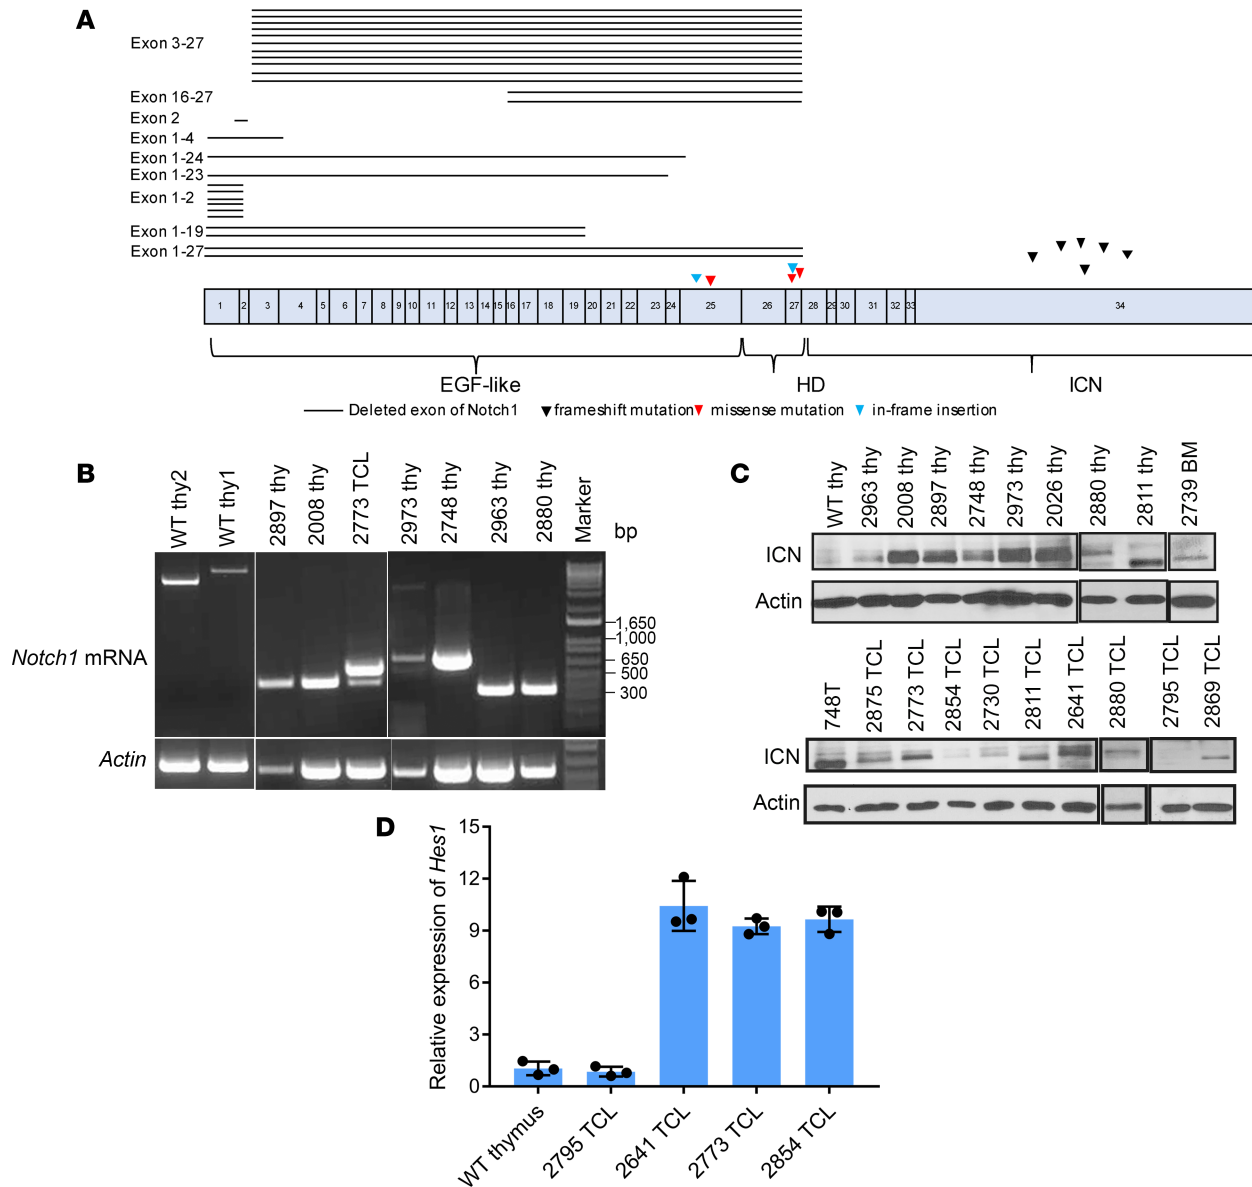 A
Exon 3-27
Exon 16-27
Exon 2
Exon 1-4
Exon 1-24
Exon 1-23
Exon 1-2
Exon 1-19
Exon 1-27
1 2 3 4 5 6 7 8 9 10 11 12 13 14 15 16 17 18 19 20 21 22 23 24 25 26 27 28 29 30 31 32 33 34
EGF-like HD ICN
Deleted exon of Notch1 frameshift mutation missense mutation in-frame insertion
B
WT thy2 WT thy1 2897 thy 2008 thy 2773 TCL 2973 thy 2748 thy 2963 thy 2880 thy Marker bp
1,650
1,000
Notch1 mRNA 650
500
300
Actin
C
WT thy 2963 thy 2008 thy 2897 thy 2748 thy 2973 thy 2026 thy 2880 thy 2811 thy 2739 BM
ICN
Actin
748T 2875 TCL 2773 TCL 2854 TCL 2730 TCL 2811 TCL 2641 TCL 2880 TCL 2795 TCL 2869 TCL
ICN
Actin
D
Relative expression of Hes1
15
12
9
6
3
0
WT thymus 2795 TCL 2641 TCL 2773 TCL 2854 TCL